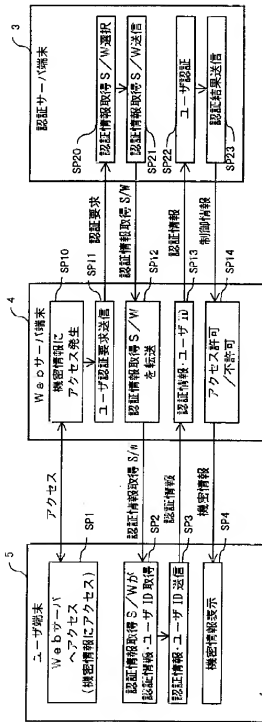 3
認証サーバ端末
SP20
認証情報取得S/W選択
認証情報取得S/W送信
SP21
SP22
ユーザ認証
認証結果送信
SP23
認証要求
認証情報取得S/W
認証情報
制御情報
4
Webサーバ端末
SP10
機密情報に
アクセス発生
SP11
ユーザ認証要求送信
SP12
認証情報取得S/W
を転送
SP13
認証情報・ユーザID
SP14
アクセス許可
/不許可
アクセス
認証情報取得S/W
認証情報
機密情報
5
ユーザ端末
SP1
Webサーバ
へアクセス
(機密情報にアクセス)
SP2
認証情報取得S/Wが
認証情報・ユーザID取得
SP3
認証情報・ユーザID送信
SP4
機密情報表示